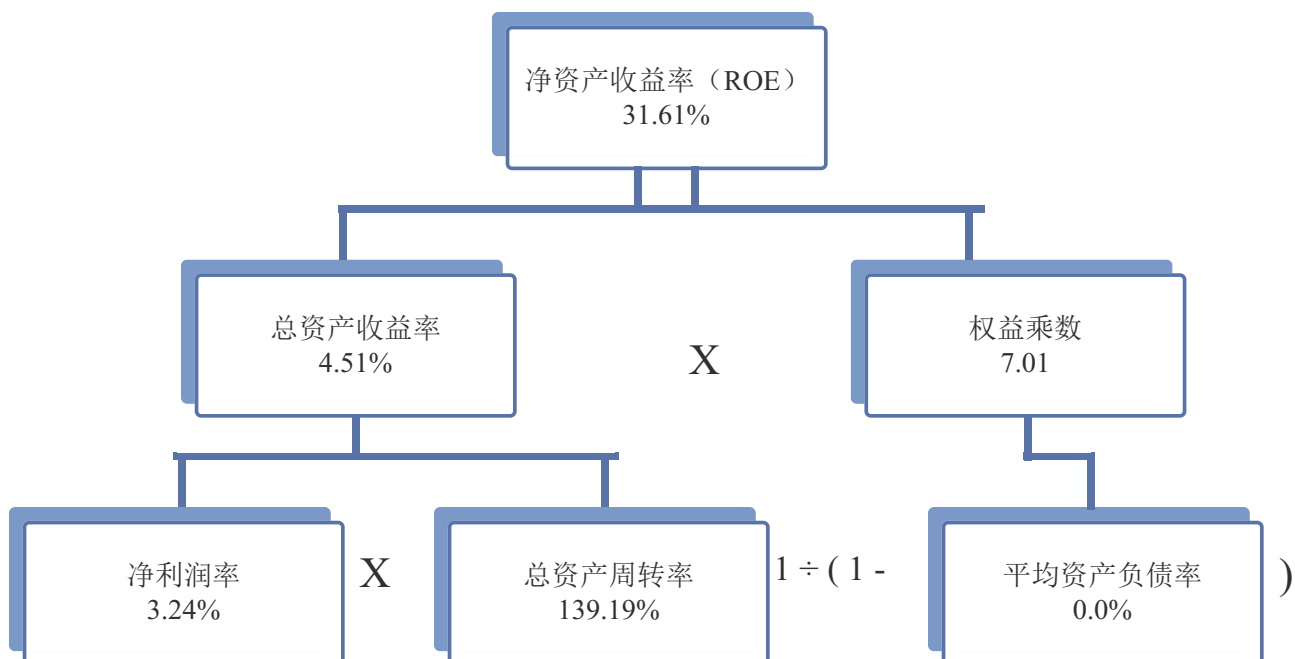 净资产收益率（ROE）
31.61%
总资产收益率
4.51%
X
权益乘数
7.01
净利润率
3.24%
X
总资产周转率
139.19%
1 ÷ ( 1 -
平均资产负债率
0.0%
)